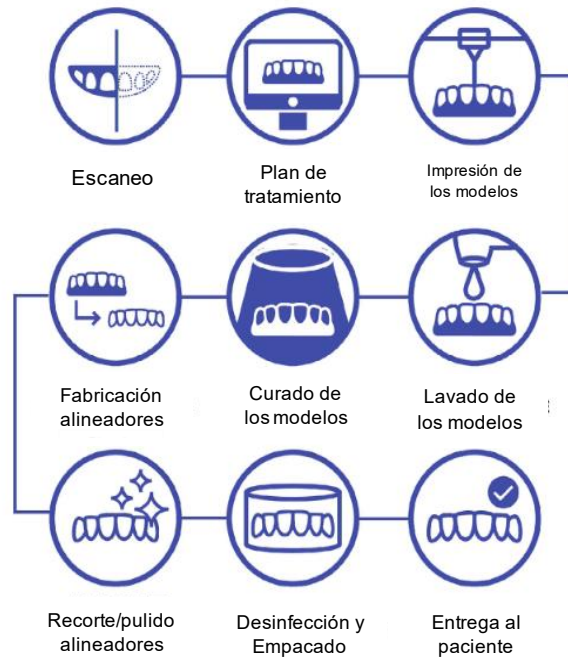 Escaneo
Plan de
tratamiento
Impresión de
los modelos
Fabricación
alineadores
Curado de
los modelos
Lavado de
los modelos
Recorte/pulido
alineadores
Desinfección y
Empacado
Entrega al
paciente